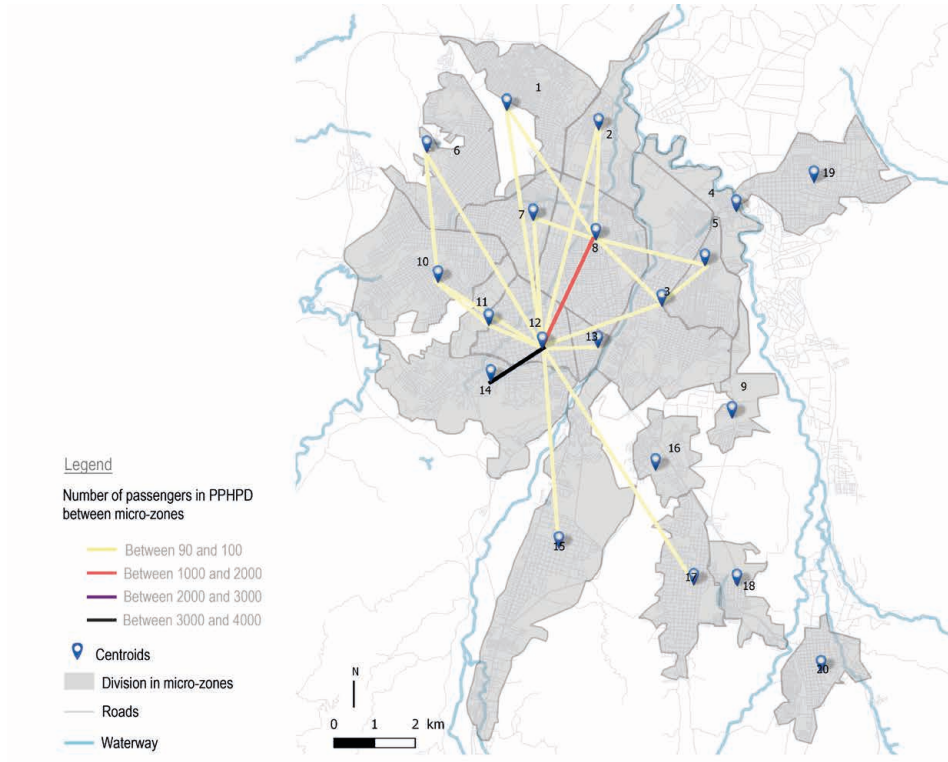 1
2
6
19
4
7
5
8
10
3
11
12
13
14
9
16
15
17
18
20
Legend
Number of passengers in PPHPD
between micro-zones
Between 90 and 100
Between 1000 and 2000
Between 2000 and 3000
Between 3000 and 4000
Centroids
Division in micro-zones
Roads
Waterway
N
0 1 2 km